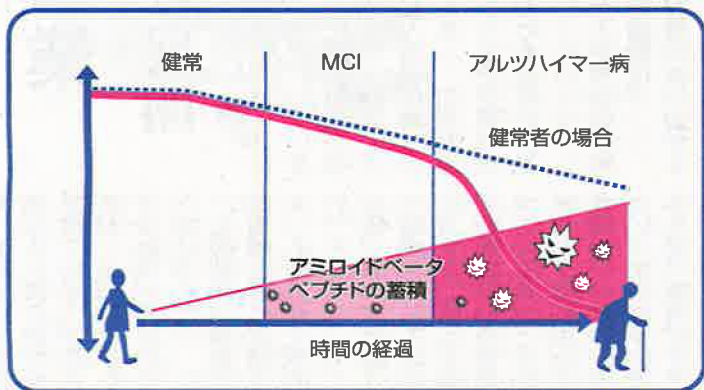 健常
MCI
アルツハイマー病
健常者の場合
アミロイドベータ
ペプチドの蓄積
時間の経過